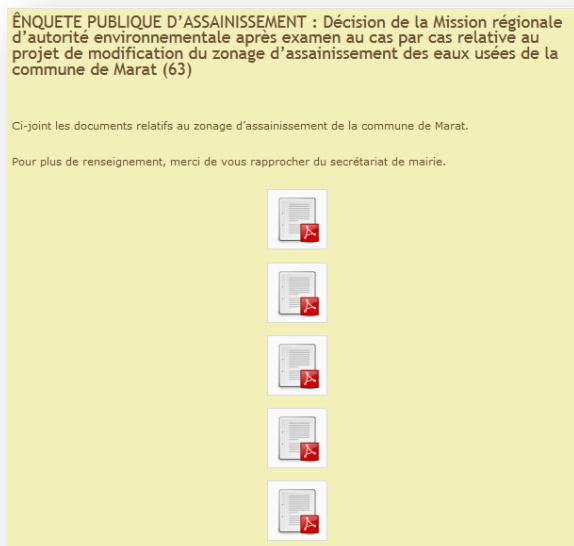 ÊNQUETE PUBLIQUE D'ASSAINISSEMENT : Décision de la Mission régionale
d'autorité environnementale après examen au cas par cas relative au
projet de modification du zonage d'assainissement des eaux usées de la
commune de Marat (63)
Ci-joint les documents relatifs au zonage d'assainissement de la commune de Marat.
Pour plus de renseignement, merci de vous rapprocher du secrétariat de mairie.